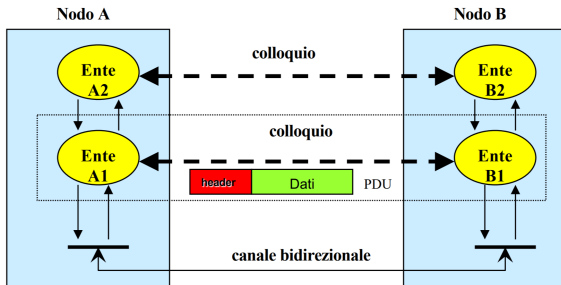 Nodo A
Nodo B
colloquio
Ente
A2
Ente
B2
colloquio
Ente
A1
Ente
B1
header
Dati
PDU
canale bidirezionale